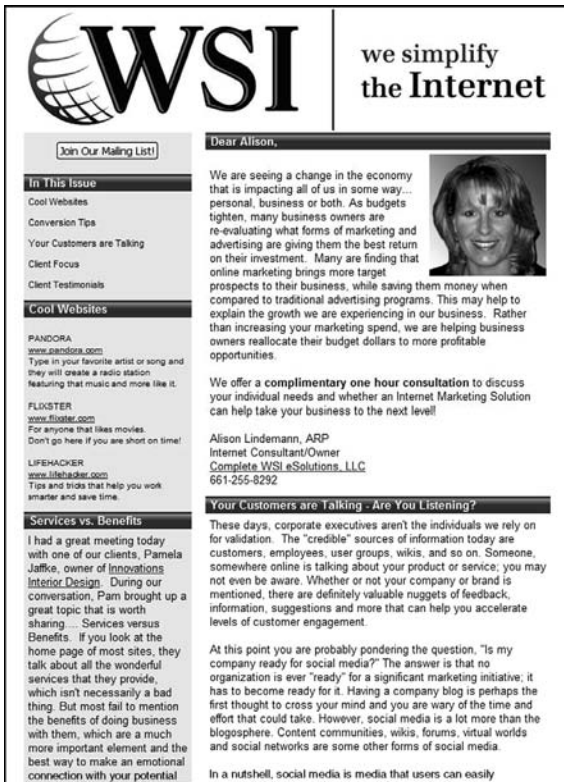 WSI
we simplify
the Internet
Join Our Mailing List!
In This Issue
Cool Websites
Conversion Tips
Your Customers are Talking
Client Focus
Client Testimonials
Cool Websites
PANDORA
www.pandora.com
Type in your favorite artist or song and
they will create a radio station
featuring that music and more like it.
FLIXSTER
www.flixster.com
For anyone that likes movies.
Don't go here if you are short on time!
LIFEHACKER
www.lifehacker.com
Tips and tricks that help you work
smarter and save time.
Services vs. Benefits
I had a great meeting today
with one of our clients, Pamela
Jaffke, owner of Innovations
Interior Design. During our
conversation, Pam brought up a
great topic that is worth
sharing.... Services versus
Benefits. If you look at the
home page of most sites, they
talk about all the wonderful
services that they provide,
which isn't necessarily a bad
thing. But most fail to mention
the benefits of doing business
with them, which are a much
more important element and the
best way to make an emotional
connection with your potential
Dear Alison,
We are seeing a change in the economy
that is impacting all of us in some way...
personal, business or both. As budgets
tighten, many business owners are
re-evaluating what forms of marketing and
advertising are giving them the best return
on their investment. Many are finding that
online marketing brings more target
prospects to their business, while saving them money when
compared to traditional advertising programs. This may help to
explain the growth we are experiencing in our business. Rather
than increasing your marketing spend, we are helping business
owners reallocate their budget dollars to more profitable
opportunities.
We offer a complimentary one hour consultation to discuss
your individual needs and whether an Internet Marketing Solution
can help take your business to the next level!
Alison Lindemann, ARP
Internet Consultant/Owner
Complete WSI eSolutions, LLC
661-255-8292
Your Customers are Talking - Are You Listening?
These days, corporate executives aren't the individuals we rely on
for validation. The "credible" sources of information today are
customers, employees, user groups, wikis, and so on. Someone,
somewhere online is talking about your product or service; you may
not even be aware. Whether or not your company or brand is
mentioned, there are definitely valuable nuggets of feedback,
information, suggestions and more that can help you accelerate
levels of customer engagement.
At this point you are probably pondering the question, "Is my
company ready for social media?" The answer is that no
organization is ever "ready" for a significant marketing initiative; it
has to become ready for it. Having a company blog is perhaps the
first thought to cross your mind and you are wary of the time and
effort that could take. However, social media is a lot more than the
blogosphere. Content communities, wikis, forums, virtual worlds
and social networks are some other forms of social media.
In a nutshell, social media is media that users can easily